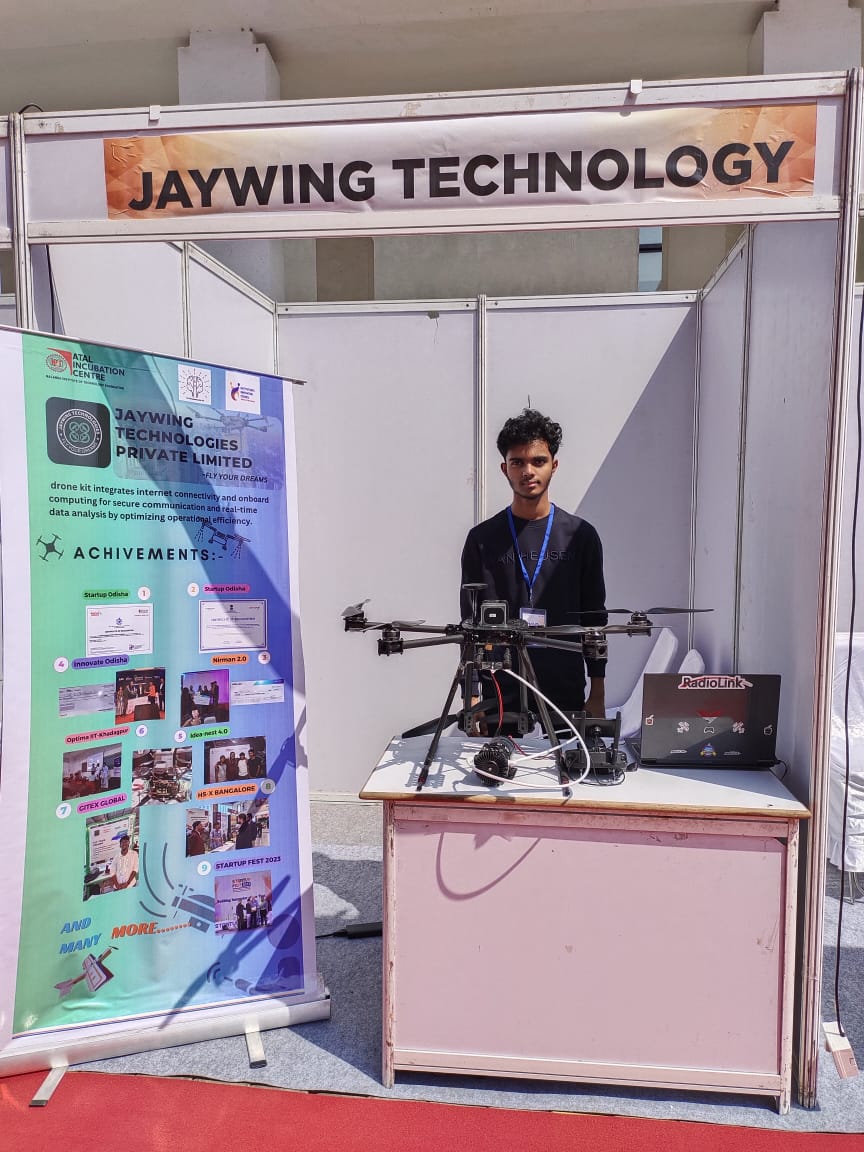 JAYWING TECHNOLOGY
ATAL
INCUBATION
CENTRE
JAYWING
TECHNOLOGIES
PRIVATE LIMITED
-FLY YOUR DREAMS
drone kit integrates internet connectivity and onboard
computing for secure communication and real-time
data analysis by optimizing operational efficiency.
ACHIVEMENTS:-
Startup Odisha 1
2 Startup Odisha
4 Innovate Odisha
Nirman 2.0 3
Optima IIT-Khadagpur 6
5 Idea-nest 4.0
7 GITEX GLOBAL
HS-X BANGALORE 8
9 STARTUP FEST 2023
AND
MANY MORE.......
RadioLink